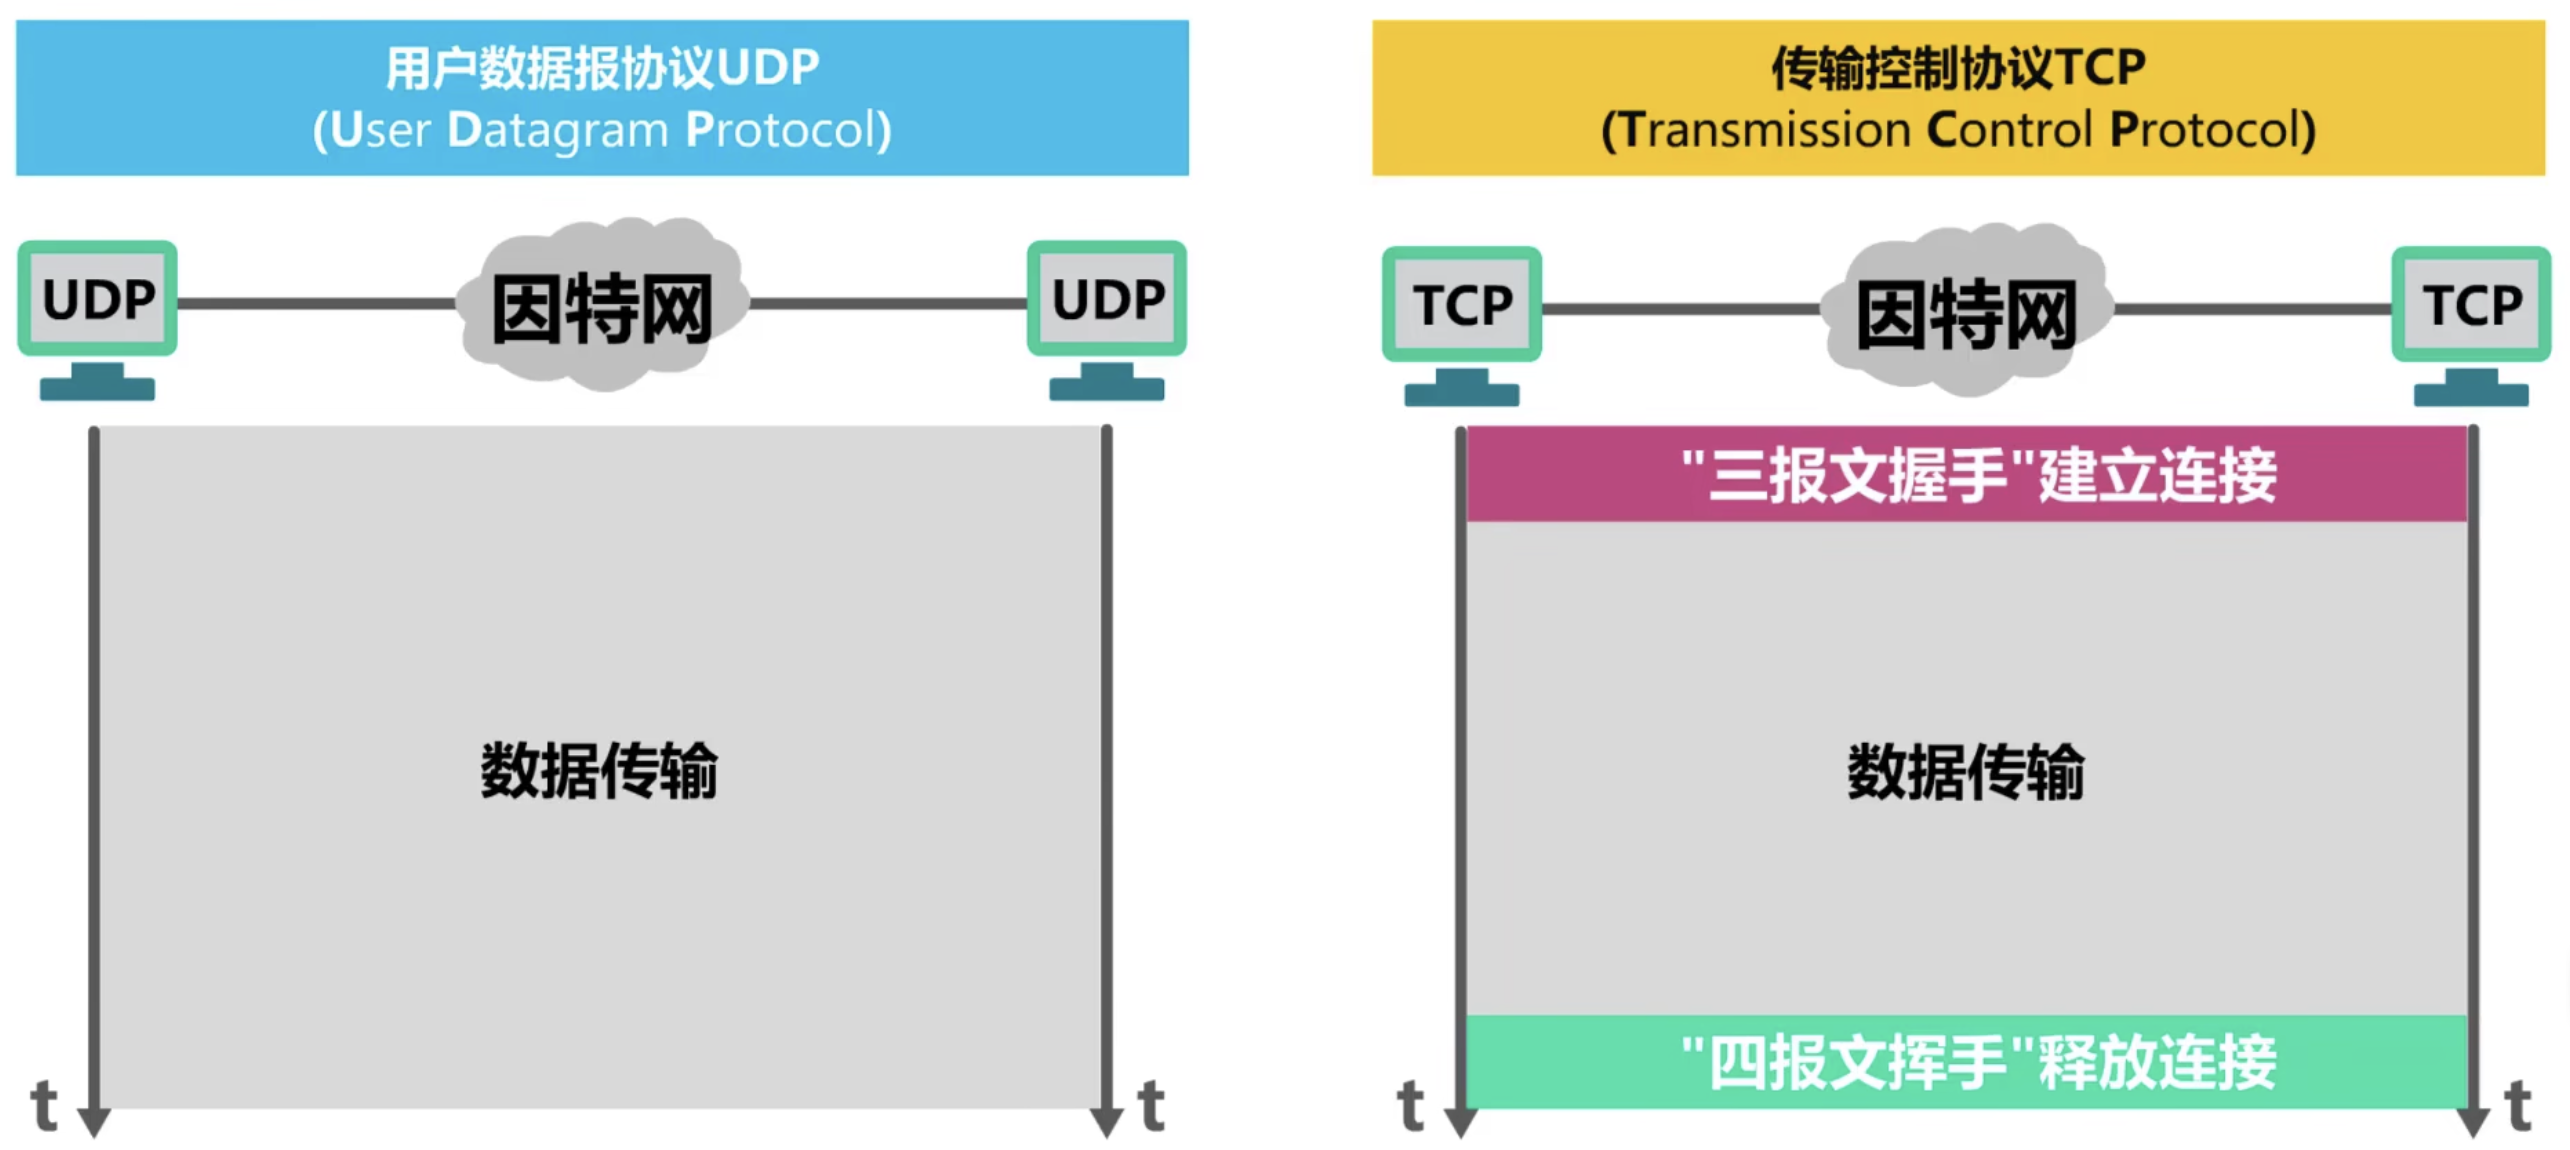 用户数据报协议UDP
(User Datagram Protocol)
UDP
因特网
UDP
数据传输
t
t
传输控制协议TCP
(Transmission Control Protocol)
TCP
因特网
TCP
"三报文握手"建立连接
数据传输
"四报文挥手"释放连接
t
t